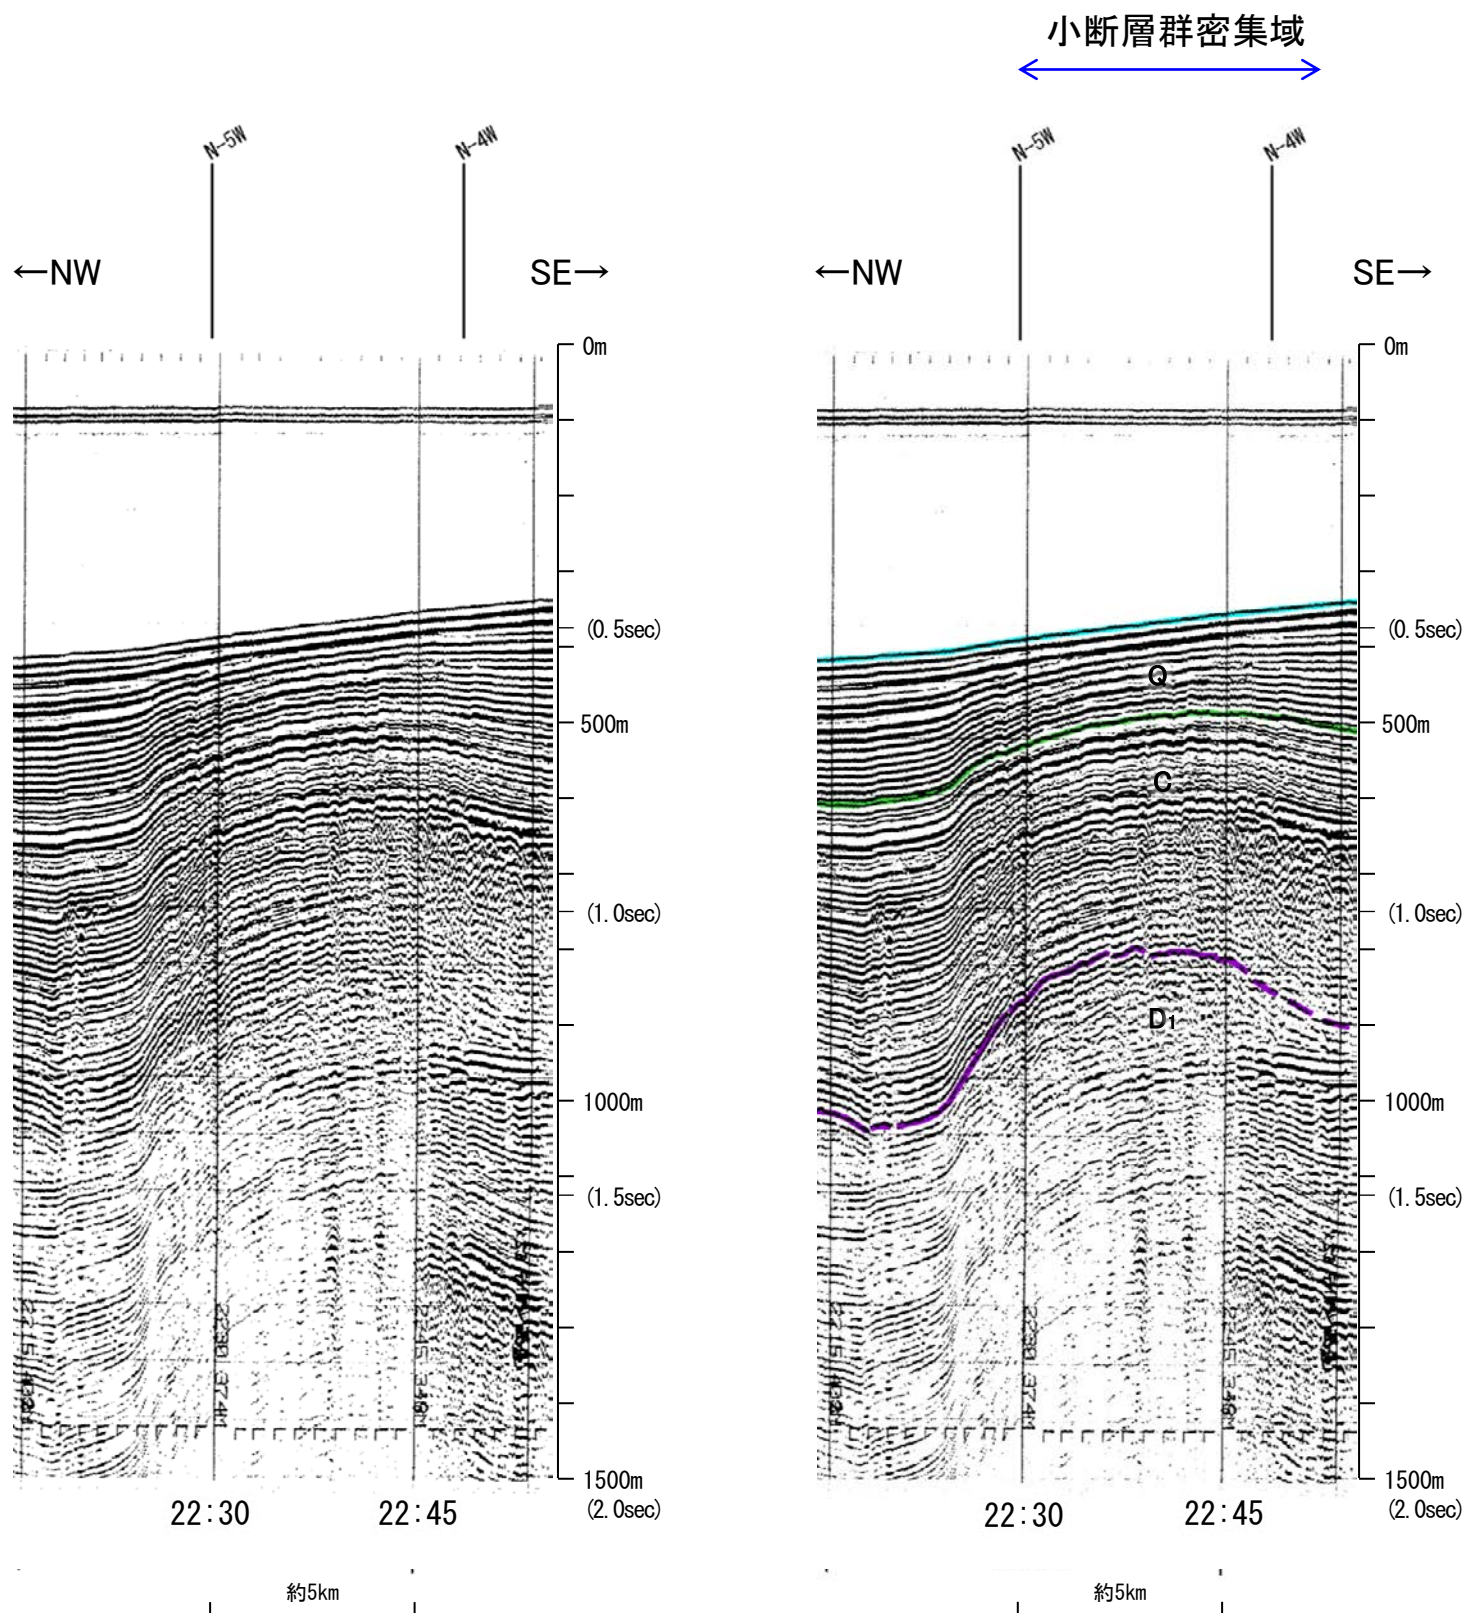 小断層群密集域
N-5W
N-4W
N-5W
N-4W
←NW
SE→
←NW
SE→
0m
(0.5sec)
500m
(1.0sec)
1000m
(1.5sec)
1500m
(2.0sec)
0m
(0.5sec)
500m
(1.0sec)
1000m
(1.5sec)
1500m
(2.0sec)
Q
C
D1
22:30
22:45
22:30
22:45
約5km
約5km